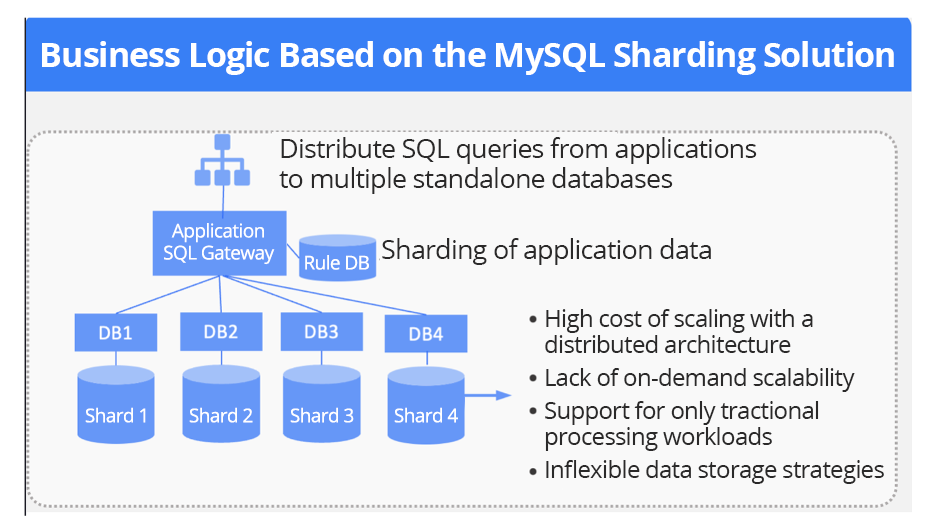 Business Logic Based on the MySQL Sharding Solution
Distribute SQL queries from applications
to multiple standalone databases
Application
SQL Gateway
Rule DB
Sharding of application data
DB1
DB2
DB3
DB4
Shard 1
Shard 2
Shard 3
Shard 4
• High cost of scaling with a
distributed architecture
• Lack of on-demand scalability
• Support for only tractional
processing workloads
• Inflexible data storage strategies